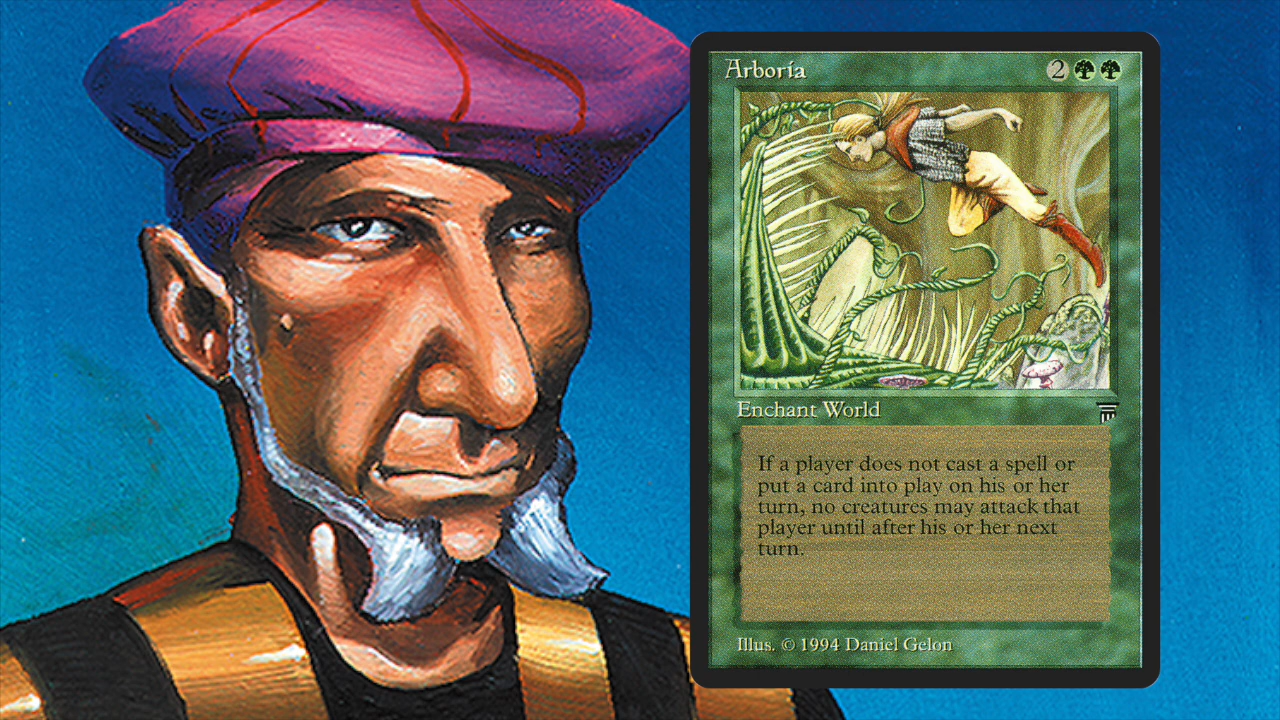 Arboria 2
Enchant World
If a player does not cast a spell or
put a card into play on his or her
turn, no creatures may attack that
player until after his or her next
turn.
Illus. © 1994 Daniel Gelon